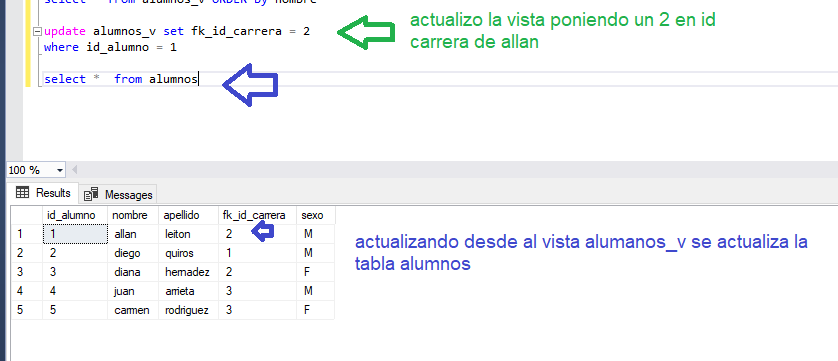 select * from alumnos_v ORDER by nombre
update alumnos_v set fk_id_carrera = 2
where id_alumno = 1
select * from alumnos
actualizo la vista poniendo un 2 en id
carrera de allan
100 %
Results Messages
id_alumno nombre apellido fk_id_carrera sexo
1 1 allan leiton 2 M
2 2 diego quiros 1 M
3 3 diana hernadez 2 F
4 4 juan arrieta 3 M
5 5 carmen rodriguez 3 F
actualizando desde al vista alumanos_v se actualiza la
tabla alumnos